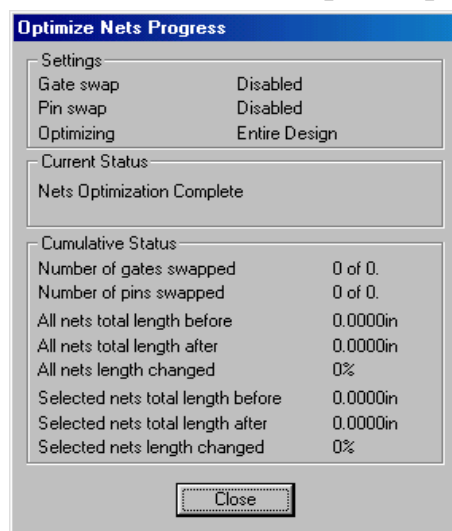 Optimize Nets Progress
Settings
Gate swap Disabled
Pin swap Disabled
Optimizing Entire Design
Current Status
Nets Optimization Complete
Cumulative Status
Number of gates swapped 0 of 0.
Number of pins swapped 0 of 0.
All nets total length before 0.0000in
All nets total length after 0.0000in
All nets length changed 0%
Selected nets total length before 0.0000in
Selected nets total length after 0.0000in
Selected nets length changed 0%
Close